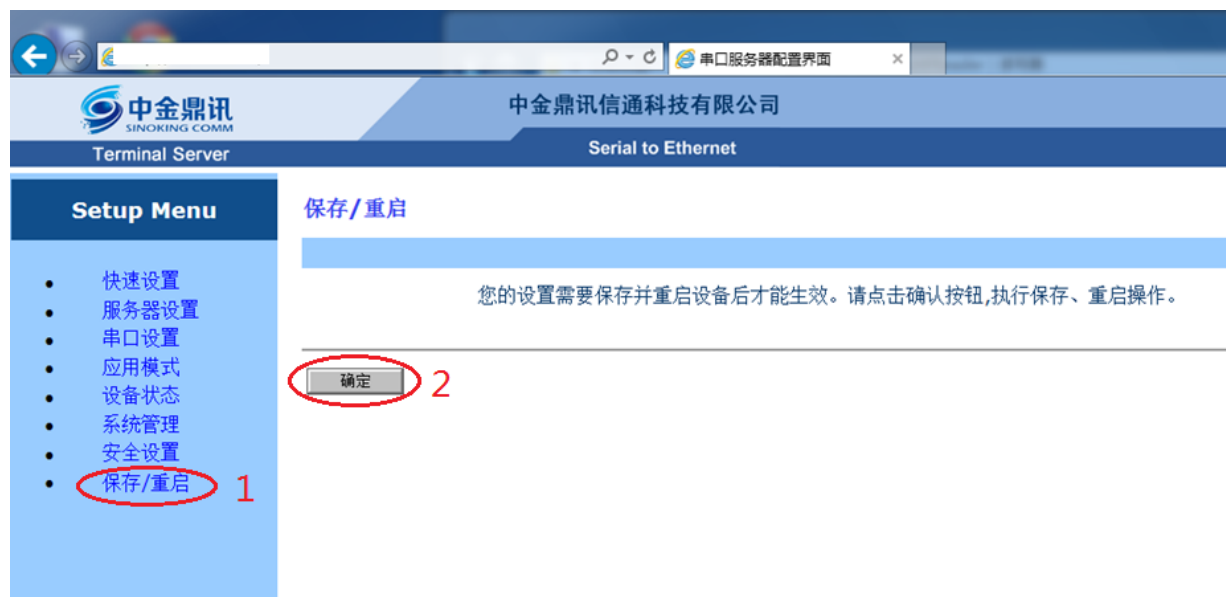 串口服务器配置界面
中金鼎讯
SINOKING COMM
中金鼎讯信通科技有限公司
Terminal Server
Serial to Ethernet
Setup Menu
保存/重启
快速设置
服务器设置
串口设置
应用模式
设备状态
系统管理
安全设置
保存/重启 1
您的设置需要保存并重启设备后才能生效。请点击确认按钮,执行保存、重启操作。
确定 2